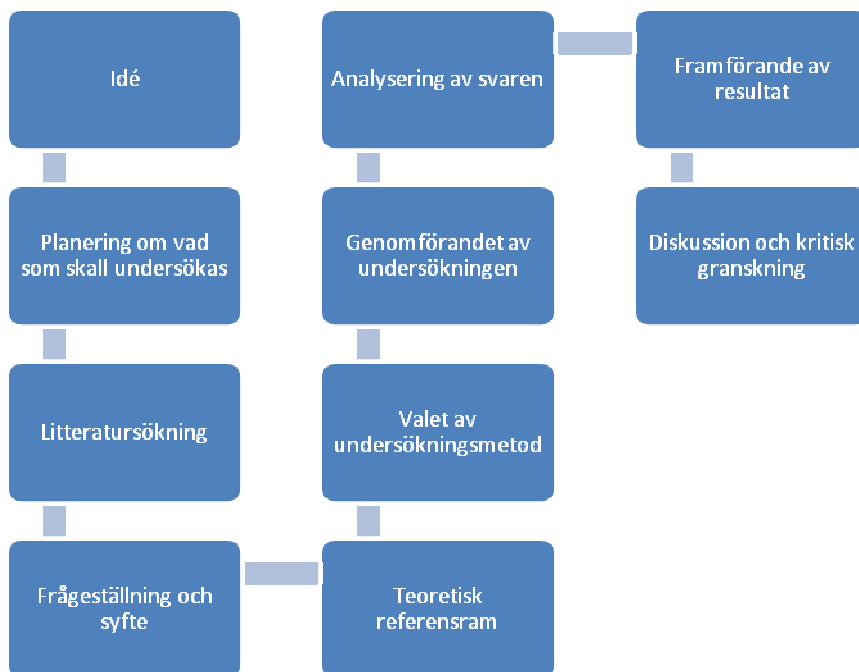 Idé
Planering om vad
som skall undersökas
Litteratursökning
Frågeställning och
syfte
Teoretisk
referensram
Valet av
undersökningsmetod
Genomförandet av
undersökningen
Analysering av svaren
Framförande av
resultat
Diskussion och kritisk
granskning